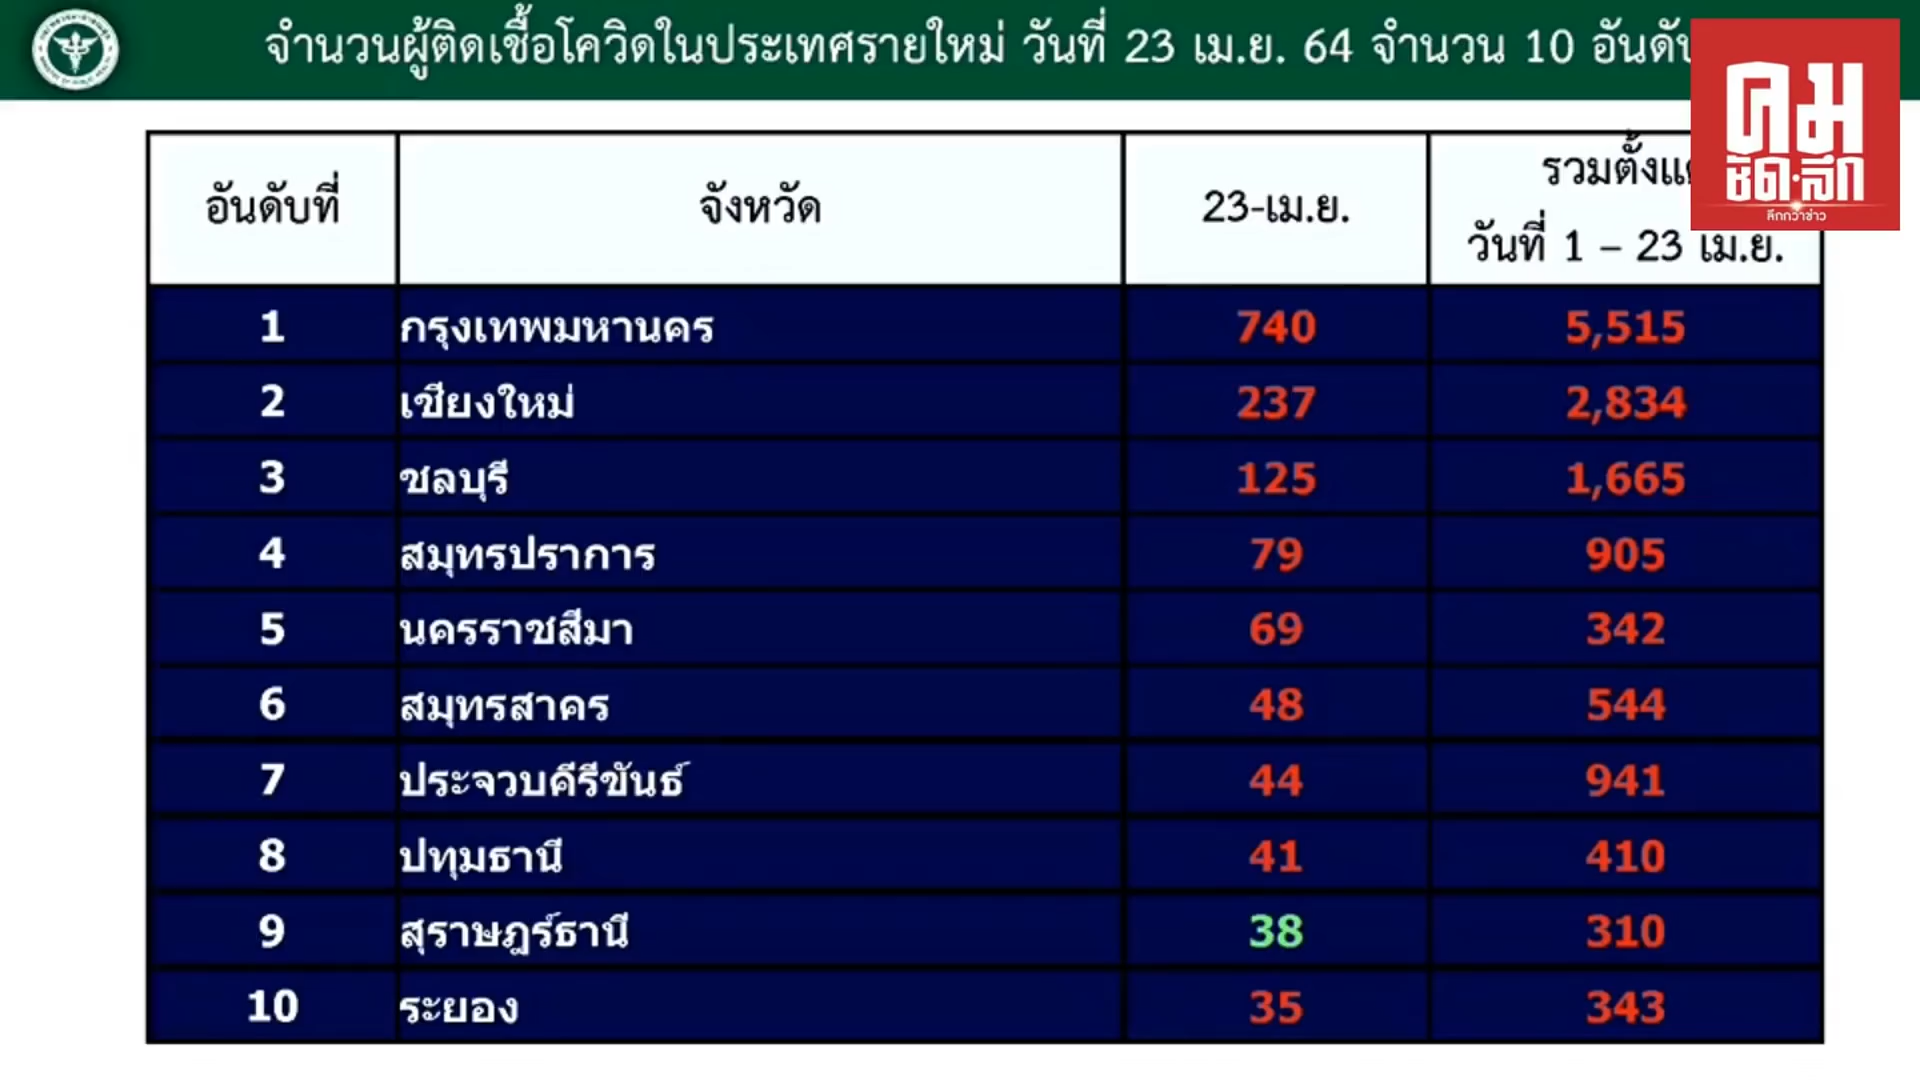 จำนวนผู้ติดเชื้อโควิดในประเทศรายใหม่ วันที่ 23 เม.ย. 64 จำนวน 10
คม
ชัด·ลึก
ลึกกว่าข่าว
อันดับที่ จังหวัด 23-เม.ย.
วันที่ 1 – 23 เม.ย.
1 กรุงเทพมหานคร 740 5,515
2 เชียงใหม่ 237 2,834
3 ชลบุรี 125 1,665
4 สมุทรปราการ 79 905
5 นครราชสีมา 69 342
6 สมุทรสาคร 48 544
7 ประจวบคีรีขันธ์ 44 941
8 ปทุมธานี 41 410
9 สุราษฎร์ธานี 38 310
10 ระยอง 35 343